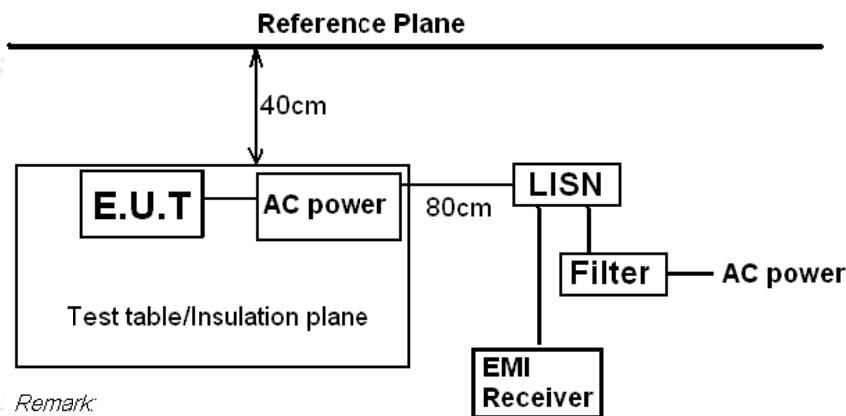 Reference Plane
40cm
E.U.T
AC power
80cm
LISN
Filter
AC power
Test table/Insulation plane
EMI
Receiver
Remark: